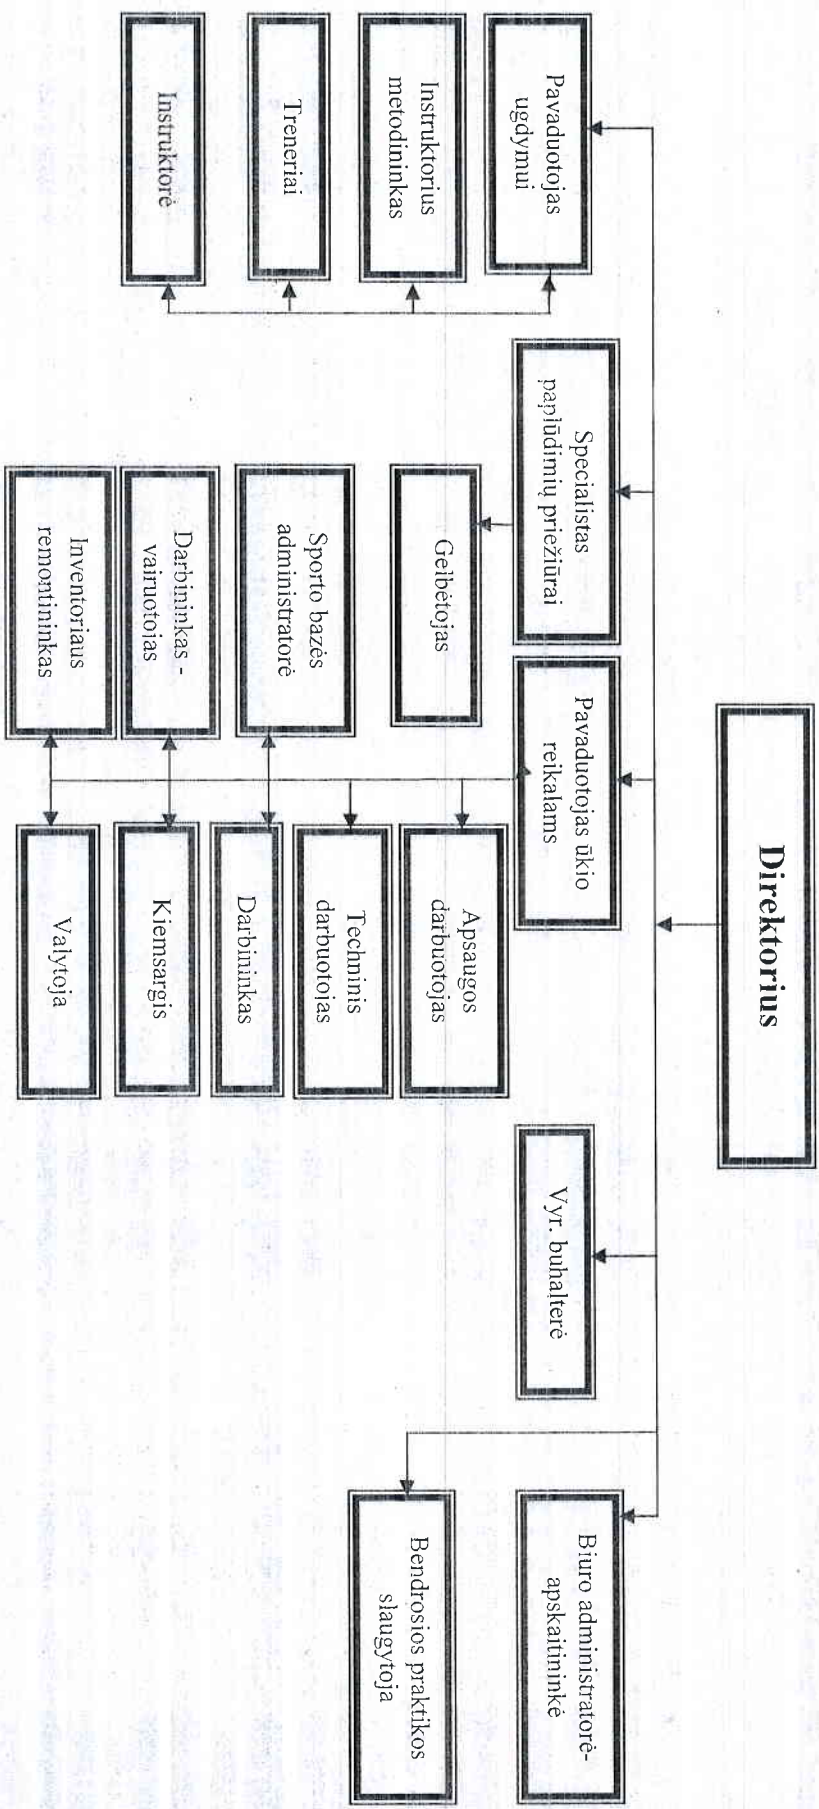 Direktorius
Pavaduotojas
ugdymui
Instruktorius
metodininkas
Treneriai
Instruktorė
Specialistas
paplūdimių priežiūrai
Gelbėtojas
Pavaduotojas ūkio
reikalams
Sporto bazės
administratorė
Darbininkas -
vairuotojas
Inventoriaus
remontininkas
Apsaugos
darbuotojas
Techninis
darbuotojas
Darbininkas
Kiemsargis
Valytoja
Vyr. buhalterė
Biuro administratorė-
apskaitininkė
Bendrosios praktikos
slaugytoja